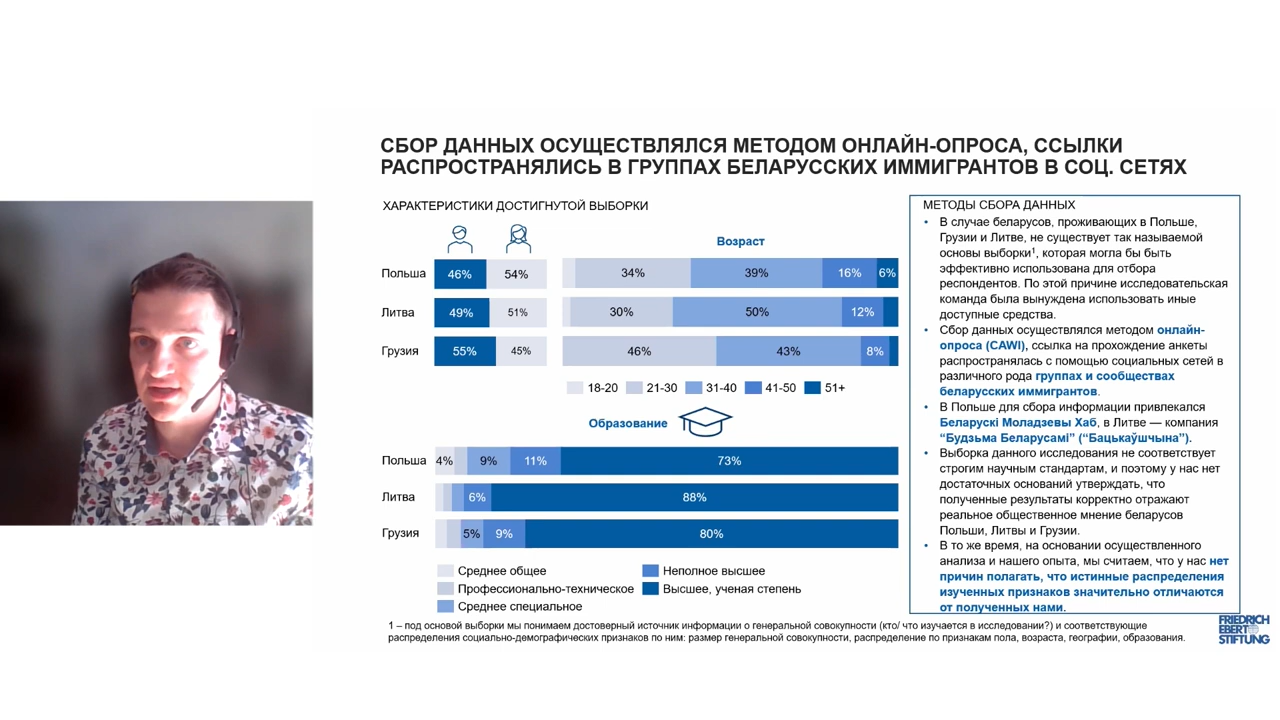 СБОР ДАННЫХ ОСУЩЕСТВЛЯЛСЯ МЕТОДОМ ОНЛАЙН-ОПРОСА, ССЫЛКИ
РАСПРОСТРАНЯЛИСЬ В ГРУППАХ БЕЛАРУССКИХ ИММИГРАНТОВ В СОЦ. СЕТЯХ
ХАРАКТЕРИСТИКИ ДОСТИГНУТОЙ ВЫБОРКИ
Возраст
Польша 46% 54% 34% 39% 16% 6%
Литва 49% 51% 30% 50% 12%
Грузия 55% 45% 46% 43% 8%
18-20 21-30 31-40 41-50 51+
Образование
Польша 4% 9% 11% 73%
Литва 6% 88%
Грузия 5% 9% 80%
Среднее общее
Профессионально-техническое
Среднее специальное
Неполное высшее
Высшее, ученая степень
МЕТОДЫ СБОРА ДАННЫХ
• В случае беларусов, проживающих в Польше,
Грузии и Литве, не существует так называемой
основы выборки¹, которая могла бы быть
эффективно использована для отбора
респондентов. По этой причине исследовательская
команда была вынуждена использовать иные
доступные средства.
• Сбор данных осуществлялся методом онлайн-
опроса (CAWI), ссылка на прохождение анкеты
распространялась с помощью социальных сетей в
различного рода группах и сообществах
беларусских иммигрантов.
• В Польше для сбора информации привлекался
Беларускі Моладзевы Хаб, в Литве — компания
“Будзьма Беларусамі” (“Бацькаўшчына”).
• Выборка данного исследования не соответствует
строгим научным стандартам, и поэтому у нас нет
достаточных оснований утверждать, что
полученные результаты корректно отражают
реальное общественное мнение беларусов
Польши, Литвы и Грузии.
• В то же время, на основании осуществленного
анализа и нашего опыта, мы считаем, что у нас нет
причин полагать, что истинные распределения
изученных признаков значительно отличаются
от полученных нами.
1 – под основой выборки мы понимаем достоверный источник информации о генеральной совокупности (кто/ что изучается в исследовании?) и соответствующие
распределения социально-демографических признаков по ним: размер генеральной совокупности, распределение по признакам пола, возраста, географии, образования.
FRIEDRICH
EBERT
STIFTUNG